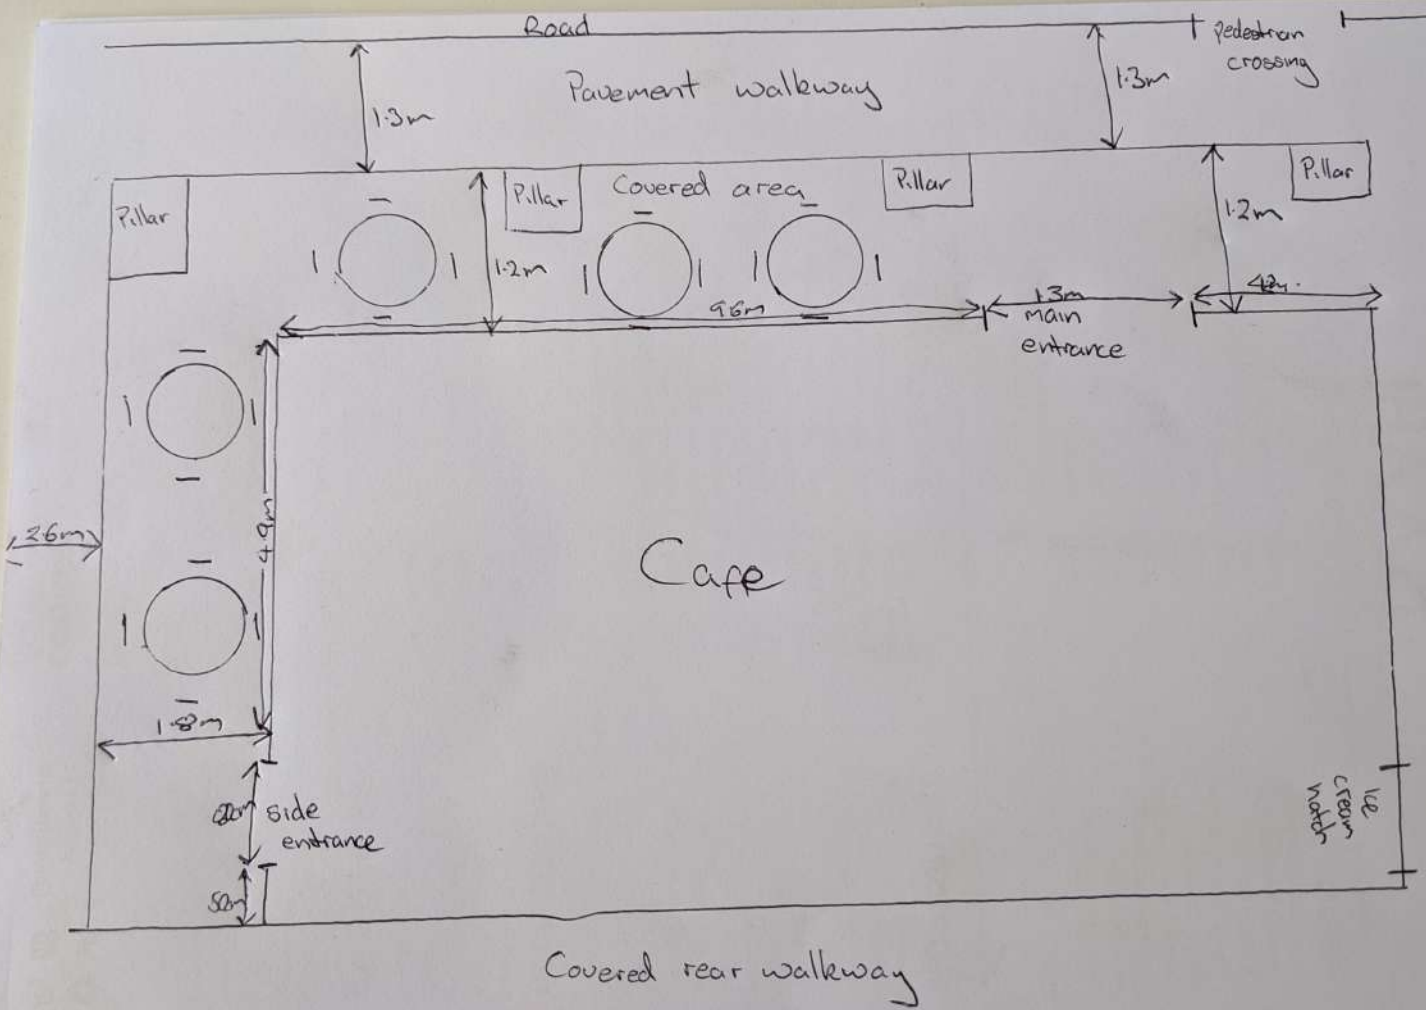 Road
pedestrian
crossing
Pavement walkway
1.3m
1.3m
Pillar
Pillar
Covered area
Pillar
Pillar
1.2m
1.2m
9.6m
1.3m
main
entrance
2.6m
4.9m
Cafe
1.8m
side
entrance
Ice
cream
hatch
Covered rear walkway